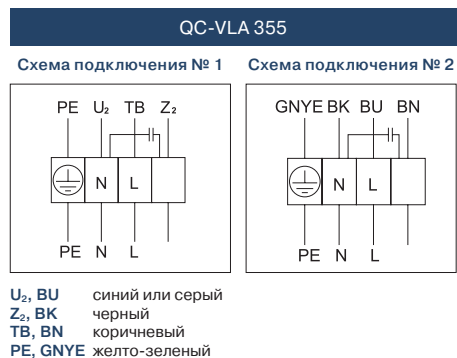 QC-VLA 355
Схема подключения № 1
Схема подключения № 2
PE U₂ TB Z₂
N L
PE N L
GNYE BK BU BN
N L
PE N L
U₂, BU синий или серый
Z₂, BK черный
TB, BN коричневый
PE, GNYE желто-зеленый